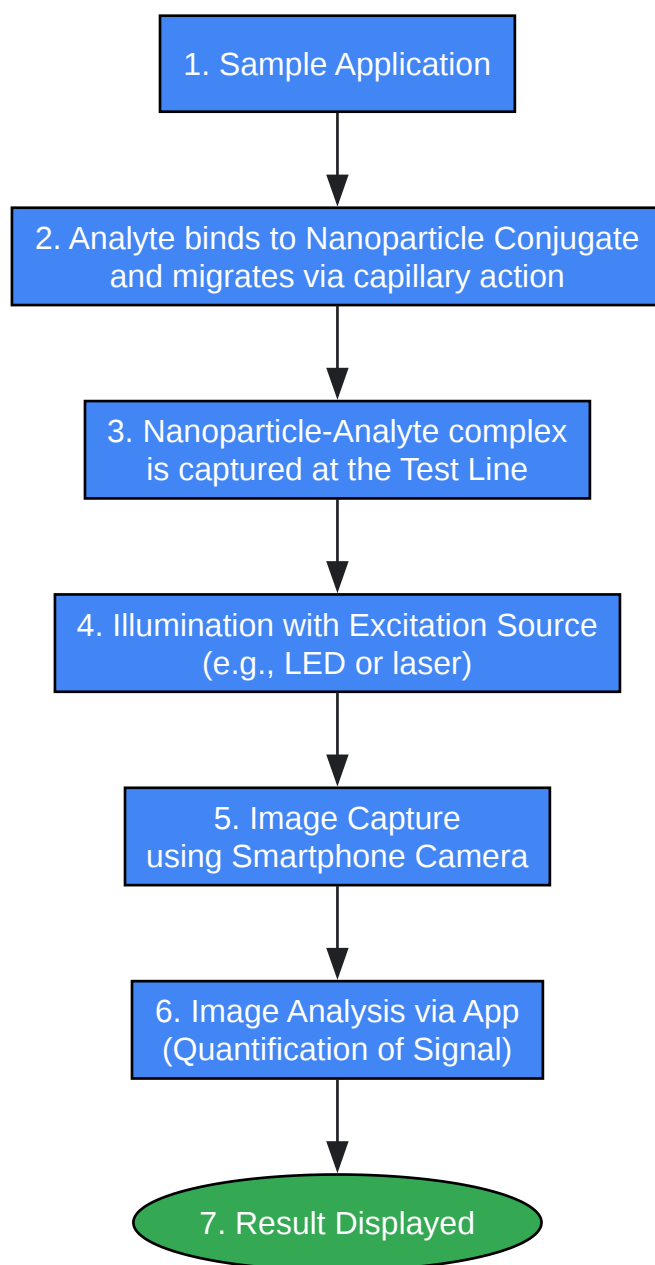 1. Sample Application
2. Analyte binds to Nanoparticle Conjugate
and migrates via capillary action
3. Nanoparticle-Analyte complex
is captured at the Test Line
4. Illumination with Excitation Source
(e.g., LED or laser)
5. Image Capture
using Smartphone Camera
6. Image Analysis via App
(Quantification of Signal)
7. Result Displayed